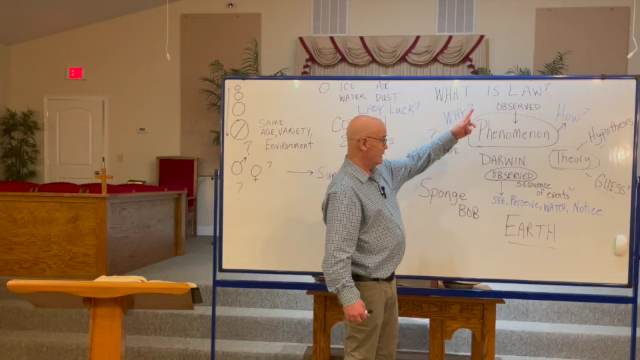 ICE AIR
WATER DUST
LADY LUCK?
SAME
AGE, VARIETY,
Environment
?
?
WHAT IS LAW?
OBSERVED
How?
Phenomenon
Hypothesis
Theory
"GUESS"
DARWIN
OBSERVED
"sequence of events"
SEE, Perceive, WATCH, Notice
Sponge
BOB
EARTH